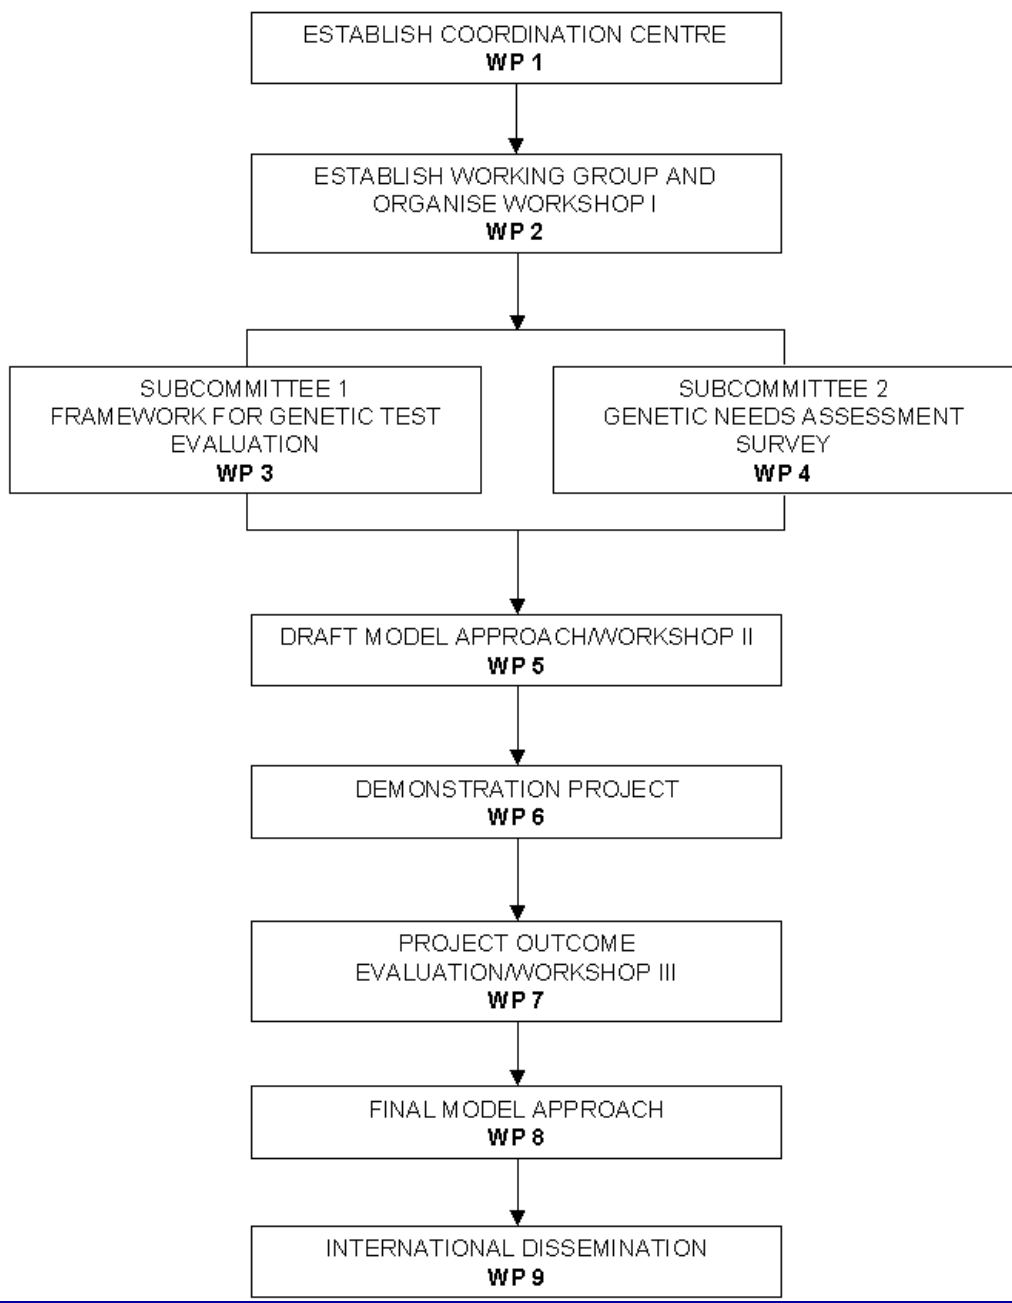 ESTABLISH COORDINATION CENTRE
WP 1
ESTABLISH WORKING GROUP AND
ORGANISE WORKSHOP I
WP 2
SUBCOMMITTEE 1
FRAMEWORK FOR GENETIC TEST
EVALUATION
WP 3
SUBCOMMITTEE 2
GENETIC NEEDS ASSESSMENT
SURVEY
WP 4
DRAFT MODEL APPROACH/WORKSHOP II
WP 5
DEMONSTRATION PROJECT
WP 6
PROJECT OUTCOME
EVALUATION/WORKSHOP III
WP 7
FINAL MODEL APPROACH
WP 8
INTERNATIONAL DISSEMINATION
WP 9